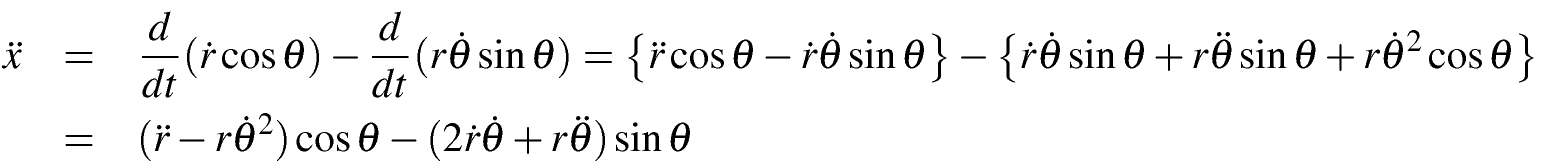 ẍ = d/dt(ṙ cos θ) − d/dt(rθ̇ sin θ) = {r̈ cos θ − ṙθ̇ sin θ} − {ṙθ̇ sin θ + rθ̈ sin θ + rθ̇² cos θ}
= (r̈ − rθ̇²) cos θ − (2ṙθ̇ + rθ̈) sin θ